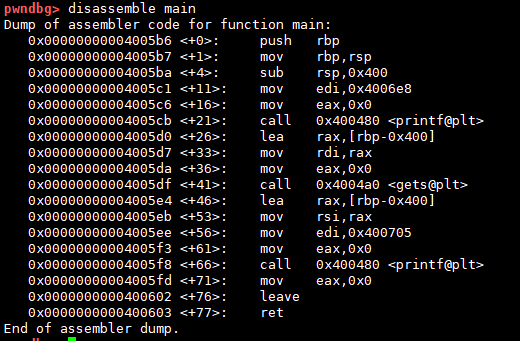 pwndbg> disassemble main
Dump of assembler code for function main:
   0x00000000004005b6 <+0>:     push   rbp
   0x00000000004005b7 <+1>:     mov    rbp,rsp
   0x00000000004005ba <+4>:     sub    rsp,0x400
   0x00000000004005c1 <+11>:    mov    edi,0x4006e8
   0x00000000004005c6 <+16>:    mov    eax,0x0
   0x00000000004005cb <+21>:    call   0x400480 <printf@plt>
   0x00000000004005d0 <+26>:    lea    rax,[rbp-0x400]
   0x00000000004005d7 <+33>:    mov    rdi,rax
   0x00000000004005da <+36>:    mov    eax,0x0
   0x00000000004005df <+41>:    call   0x4004a0 <gets@plt>
   0x00000000004005e4 <+46>:    lea    rax,[rbp-0x400]
   0x00000000004005eb <+53>:    mov    rsi,rax
   0x00000000004005ee <+56>:    mov    edi,0x400705
   0x00000000004005f3 <+61>:    mov    eax,0x0
   0x00000000004005f8 <+66>:    call   0x400480 <printf@plt>
   0x00000000004005fd <+71>:    mov    eax,0x0
   0x0000000000400602 <+76>:    leave
   0x0000000000400603 <+77>:    ret
End of assembler dump.